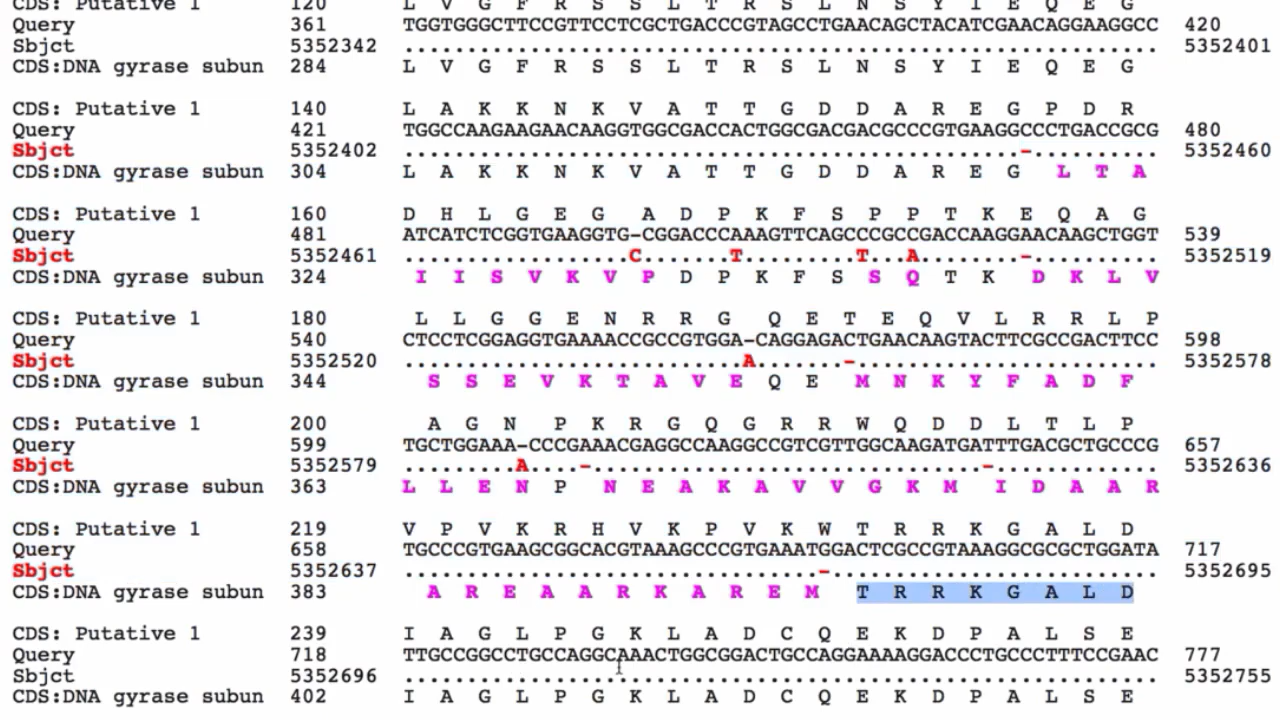 CDS: Putative 1 120 L V G F R S S L T R S L N S Y I E Q E G
Query 361 TGGTGGGCTTCCGTTCCTCGCTGACCCGTAGCCTGAACAGCTACATCGAACAGGAAGGCC 420
Sbjct 5352342 ............................................................ 5352401
CDS:DNA gyrase subun 284 L V G F R S S L T R S L N S Y I E Q E G
CDS: Putative 1 140 L A K K N K V A T T G D D A R E G P D R
Query 421 TGGCCAAGAAGAACAAGGTGGCGACCACTGGCGACGACGCCCGTGAAGGCCCTGACCGCG 480
Sbjct 5352402 .................................................-.......... 5352460
CDS:DNA gyrase subun 304 L A K K N K V A T T G D D A R E G L T A
CDS: Putative 1 160 D H L G E G A D P K F S P P T K E Q A G
Query 481 ATCATCTCGGTGAAGGTG-CGGACCCAAAGTTCAGCCCGCCGACCAAGGAACAAGCTGGT 539
Sbjct 5352461 ..................C.......T.........T...A........-.......... 5352519
CDS:DNA gyrase subun 324 I I S V K V P D P K F S S Q T K D K L V
CDS: Putative 1 180 L L G G E N R R G Q E T E Q V L R R L P
Query 540 CTCCTCGGAGGTGAAAACCGCCGTGGA-CAGGAGACTGAACAAGTACTTCGCCGACTTCC 598
Sbjct 5352520 ...........................A.......-........................ 5352578
CDS:DNA gyrase subun 344 S S E V K T A V E Q E M N K Y F A D F
CDS: Putative 1 200 A G N P K R G Q G R R W Q D D L T L P
Query 599 TGCTGGAAA-CCCGAAACGAGGCCAAGGCCGTCGTTGGCAAGATGATTTGACGCTGCCCG 657
Sbjct 5352579 .........A....-...............................-............. 5352636
CDS:DNA gyrase subun 363 L L E N P N E A K A V V G K M I D A A R
CDS: Putative 1 219 V P V K R H V K P V K W T R R K G A L D
Query 658 TGCCCGTGAAGCGGCACGTAAAGCCCGTGAAATGGACTCGCCGTAAAGGCGCGCTGGATA 717
Sbjct 5352637 .................................-.......................... 5352695
CDS:DNA gyrase subun 383 A R E A A R K A R E M T R R K G A L D
CDS: Putative 1 239 I A G L P G K L A D C Q E K D P A L S E
Query 718 TTGCCGGCCTGCCAGGCAAACTGGCGGACTGCCAGGAAAAGGACCCTGCCCTTTCCGAAC 777
Sbjct 5352696 ............................................................ 5352755
CDS:DNA gyrase subun 402 I A G L P G K L A D C Q E K D P A L S E